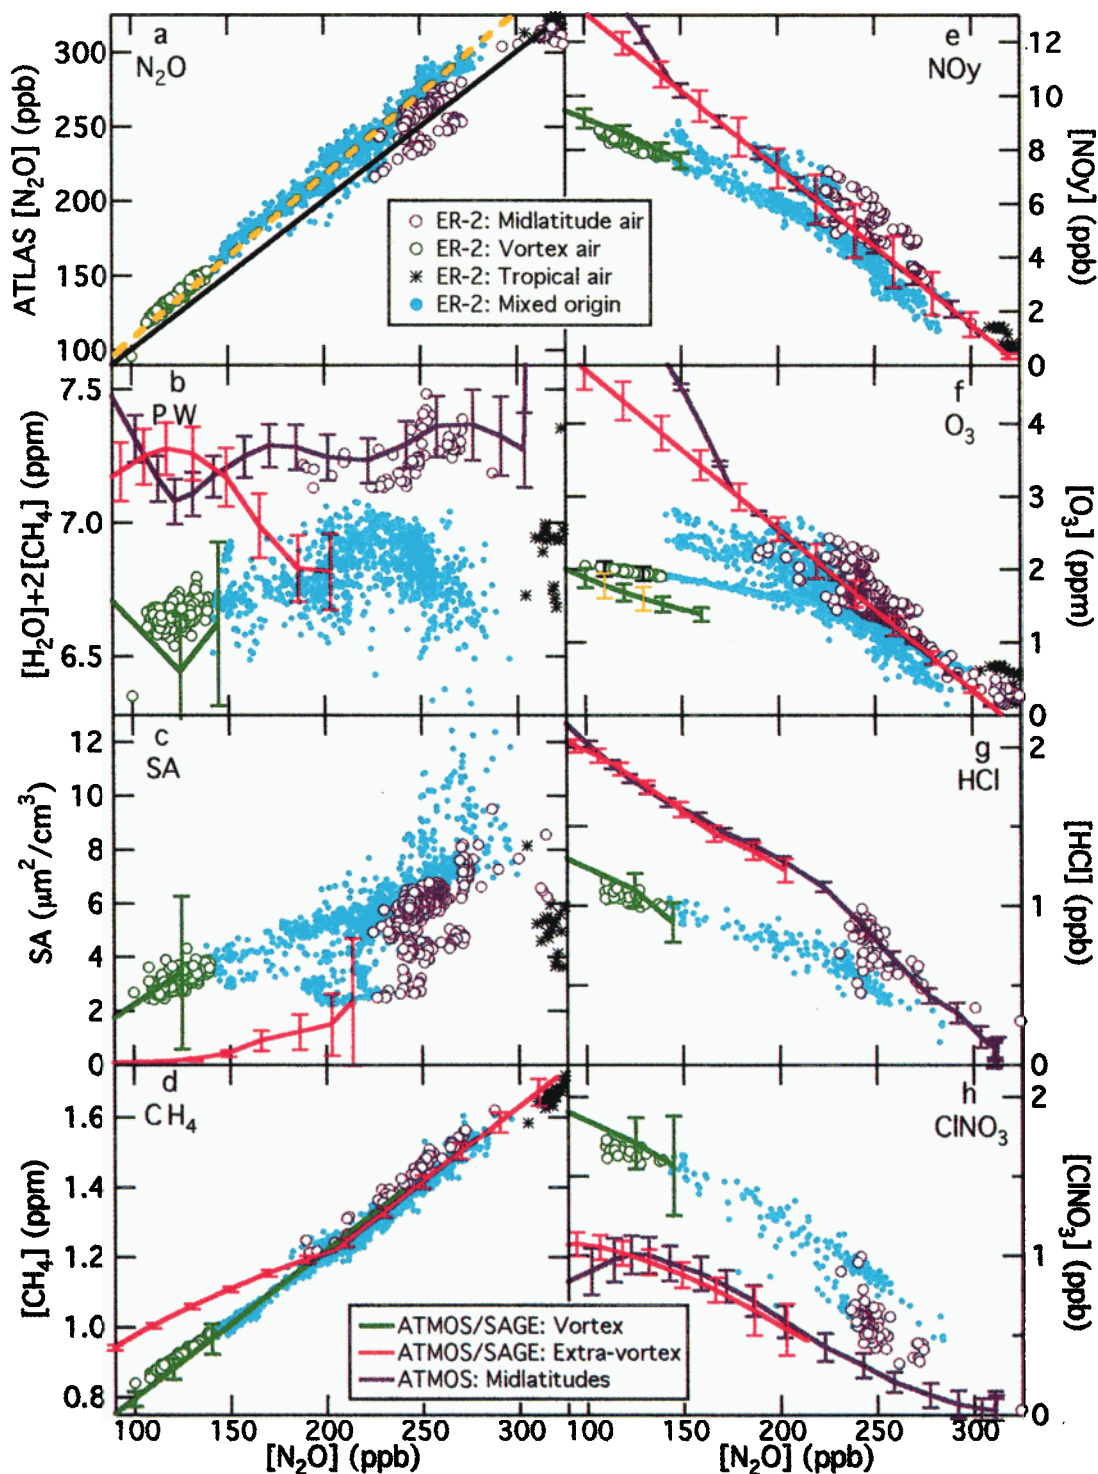 a
N₂O
ATLAS [N₂O] (ppb)
300
250
200
150
100
e
NOy
12
10
8
6
4
2
0
[NOy] (ppb)
ER-2: Midlatitude air
ER-2: Vortex air
ER-2: Tropical air
ER-2: Mixed origin
b
PW
[H₂O]+2[CH₄] (ppm)
7.5
7.0
6.5
f
O₃
4
3
2
1
0
[O₃] (ppm)
c
SA
SA (μm²/cm³)
12
10
8
6
4
2
0
g
HCl
2
1
0
[HCl] (ppb)
d
CH₄
[CH₄] (ppm)
1.6
1.4
1.2
1.0
0.8
h
ClNO₃
2
1
0
[ClNO₃] (ppb)
ATMOS/SAGE: Vortex
ATMOS/SAGE: Extra-vortex
ATMOS: Midlatitudes
100 150 200 250 300
[N₂O] (ppb)
100 150 200 250 300
[N₂O] (ppb)